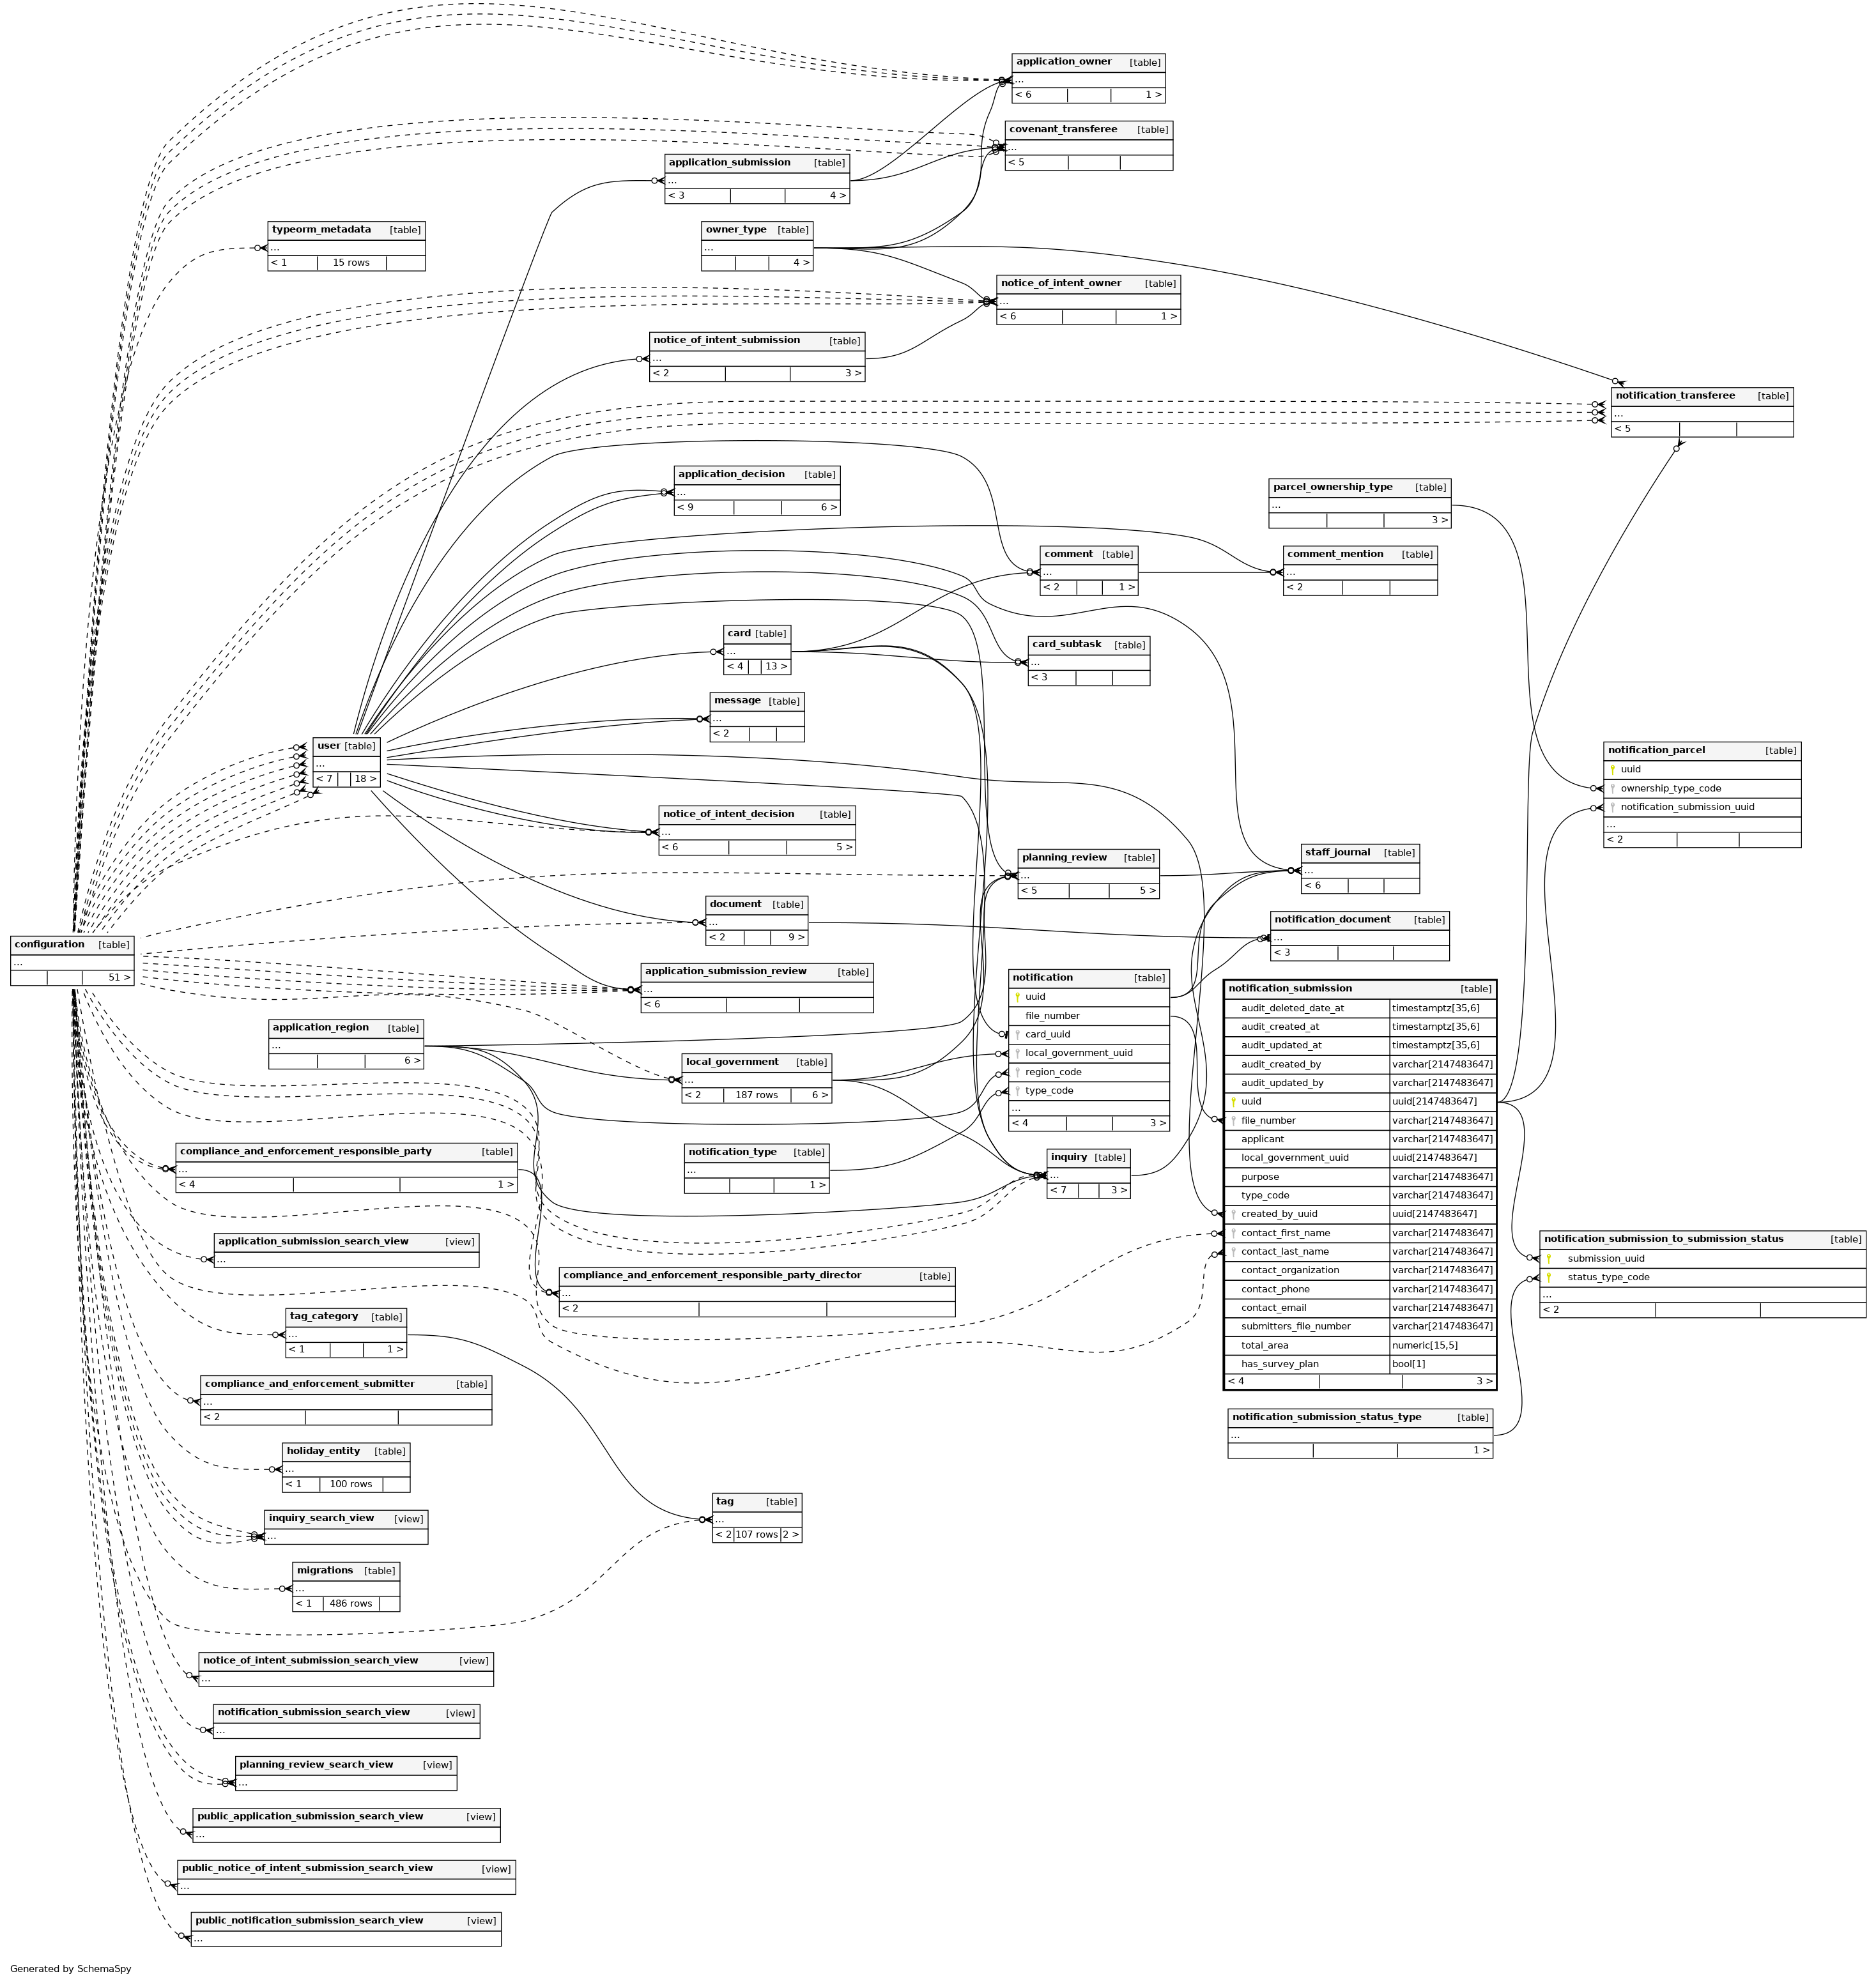 application_owner [table]
...
< 6 1 >
covenant_transferee [table]
...
< 5
application_submission [table]
...
< 3 4 >
typeorm_metadata [table]
...
< 1 15 rows
owner_type [table]
...
4 >
notice_of_intent_owner [table]
...
< 6 1 >
notice_of_intent_submission [table]
...
< 2 3 >
notification_transferee [table]
...
< 5
application_decision [table]
...
< 9 6 >
parcel_ownership_type [table]
...
3 >
comment [table]
...
< 2 1 >
comment_mention [table]
...
< 2
card [table]
...
< 4 13 >
card_subtask [table]
...
< 3
message [table]
...
< 2
user [table]
...
< 7 18 >
notification_parcel [table]
uuid
ownership_type_code
notification_submission_uuid
...
< 2
notice_of_intent_decision [table]
...
< 6 5 >
planning_review [table]
...
< 5 5 >
staff_journal [table]
...
< 6
document [table]
...
< 2 9 >
notification_document [table]
...
< 3
configuration [table]
...
51 >
application_submission_review [table]
...
< 6
notification [table]
uuid
file_number
card_uuid
local_government_uuid
region_code
type_code
...
< 4 3 >
notification_submission [table]
audit_deleted_date_at timestamptz[35,6]
audit_created_at timestamptz[35,6]
audit_updated_at timestamptz[35,6]
audit_created_by varchar[2147483647]
audit_updated_by varchar[2147483647]
uuid uuid[2147483647]
file_number varchar[2147483647]
applicant varchar[2147483647]
local_government_uuid uuid[2147483647]
purpose varchar[2147483647]
type_code varchar[2147483647]
created_by_uuid uuid[2147483647]
contact_first_name varchar[2147483647]
contact_last_name varchar[2147483647]
contact_organization varchar[2147483647]
contact_phone varchar[2147483647]
contact_email varchar[2147483647]
submitters_file_number varchar[2147483647]
total_area numeric[15,5]
has_survey_plan bool[1]
< 4 3 >
application_region [table]
...
6 >
local_government [table]
...
< 2 187 rows 6 >
compliance_and_enforcement_responsible_party [table]
...
< 4 1 >
notification_type [table]
...
1 >
inquiry [table]
...
< 7 3 >
application_submission_search_view [view]
...
notification_submission_to_submission_status [table]
submission_uuid
status_type_code
...
< 2
compliance_and_enforcement_responsible_party_director [table]
...
< 2
tag_category [table]
...
< 1 1 >
compliance_and_enforcement_submitter [table]
...
< 2
notification_submission_status_type [table]
...
1 >
holiday_entity [table]
...
< 1 100 rows
tag [table]
...
< 2 107 rows 2 >
inquiry_search_view [view]
...
migrations [table]
...
< 1 486 rows
notice_of_intent_submission_search_view [view]
...
notification_submission_search_view [view]
...
planning_review_search_view [view]
...
public_application_submission_search_view [view]
...
public_notice_of_intent_submission_search_view [view]
...
public_notification_submission_search_view [view]
...
Generated by SchemaSpy